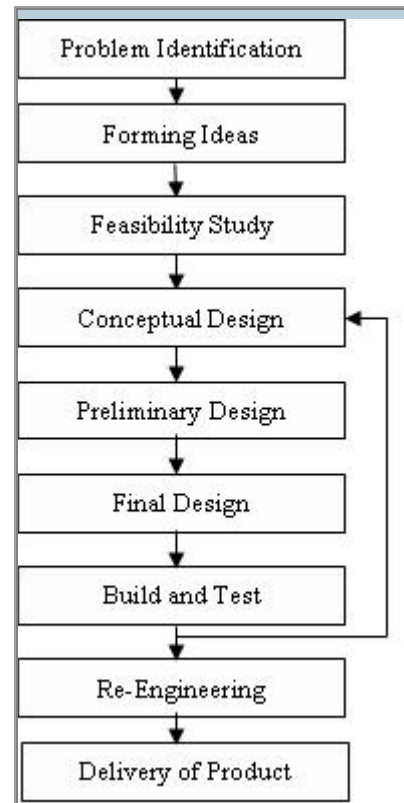 Problem Identification
Forming Ideas
Feasibility Study
Conceptual Design
Preliminary Design
Final Design
Build and Test
Re-Engineering
Delivery of Product